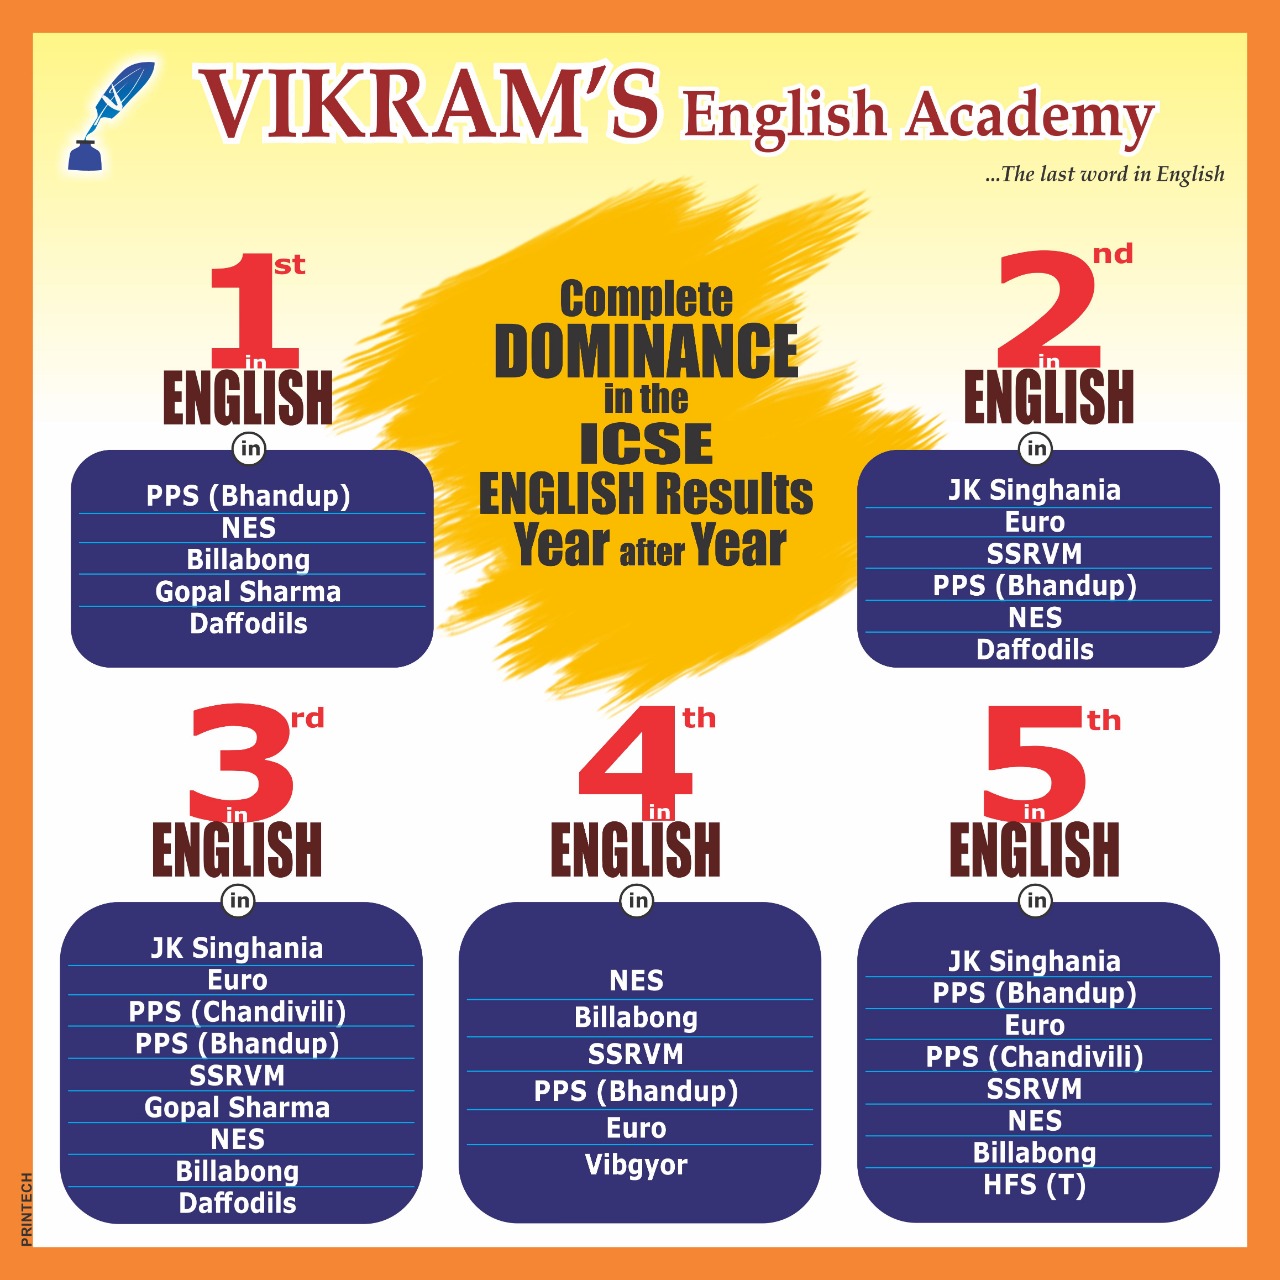 VIKRAM'S English Academy
...The last word in English
1st
in
ENGLISH
in
PPS (Bhandup)
NES
Billabong
Gopal Sharma
Daffodils
Complete
DOMINANCE
in the
ICSE
ENGLISH Results
Year after Year
2nd
in
ENGLISH
in
JK Singhania
Euro
SSRVM
PPS (Bhandup)
NES
Daffodils
3rd
in
ENGLISH
in
JK Singhania
Euro
PPS (Chandivili)
PPS (Bhandup)
SSRVM
Gopal Sharma
NES
Billabong
Daffodils
4th
in
ENGLISH
in
NES
Billabong
SSRVM
PPS (Bhandup)
Euro
Vibgyor
5th
in
ENGLISH
in
JK Singhania
PPS (Bhandup)
Euro
PPS (Chandivili)
SSRVM
NES
Billabong
HFS (T)
PRINTECH